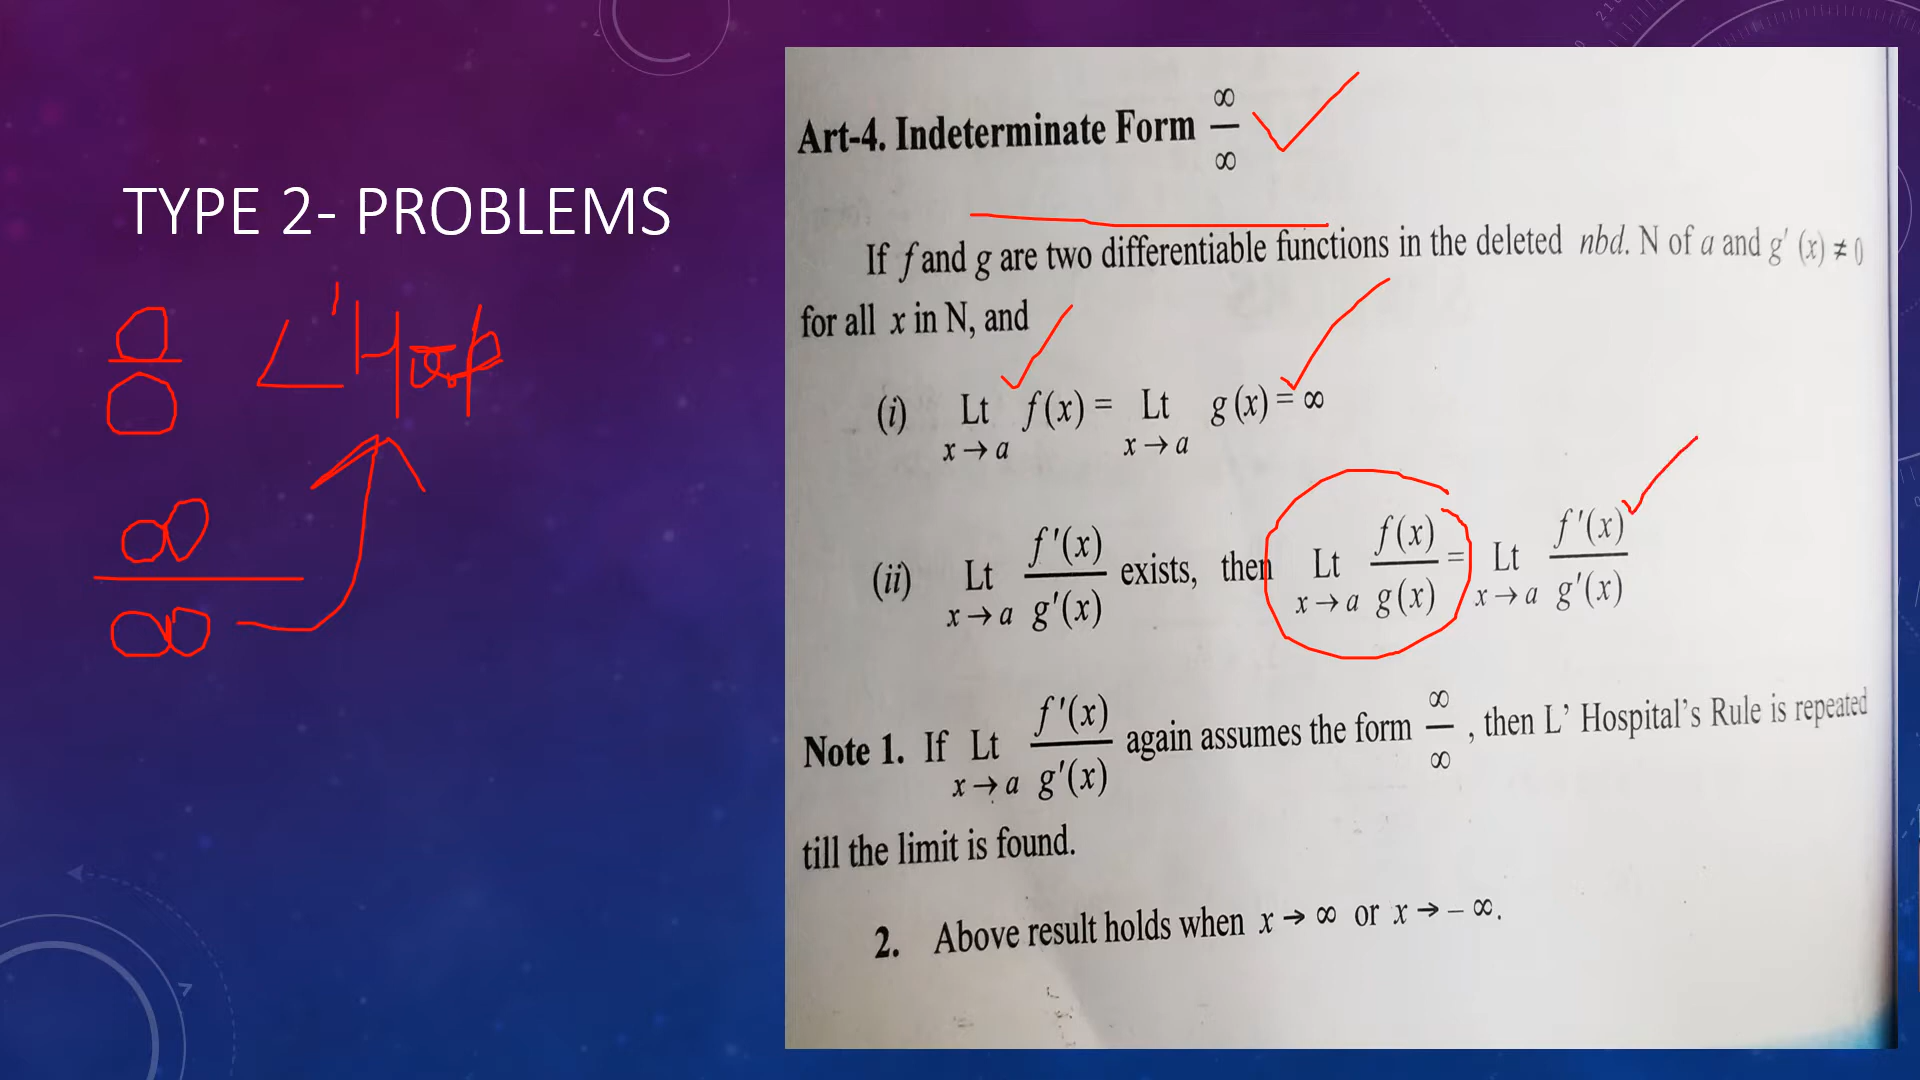 TYPE 2- PROBLEMS
0/0 L'Hop
∞/∞
Art-4. Indeterminate Form ∞/∞
If f and g are two differentiable functions in the deleted nbd. N of a and g' (x) ≠ 0
for all x in N, and
(i) Lt x→a f(x) = Lt x→a g(x) = ∞
(ii) Lt x→a f'(x)/g'(x) exists, then Lt x→a f(x)/g(x) = Lt x→a f'(x)/g'(x)
Note 1. If Lt x→a f'(x)/g'(x) again assumes the form ∞/∞ , then L' Hospital's Rule is repeated
till the limit is found.
2. Above result holds when x → ∞ or x → – ∞.